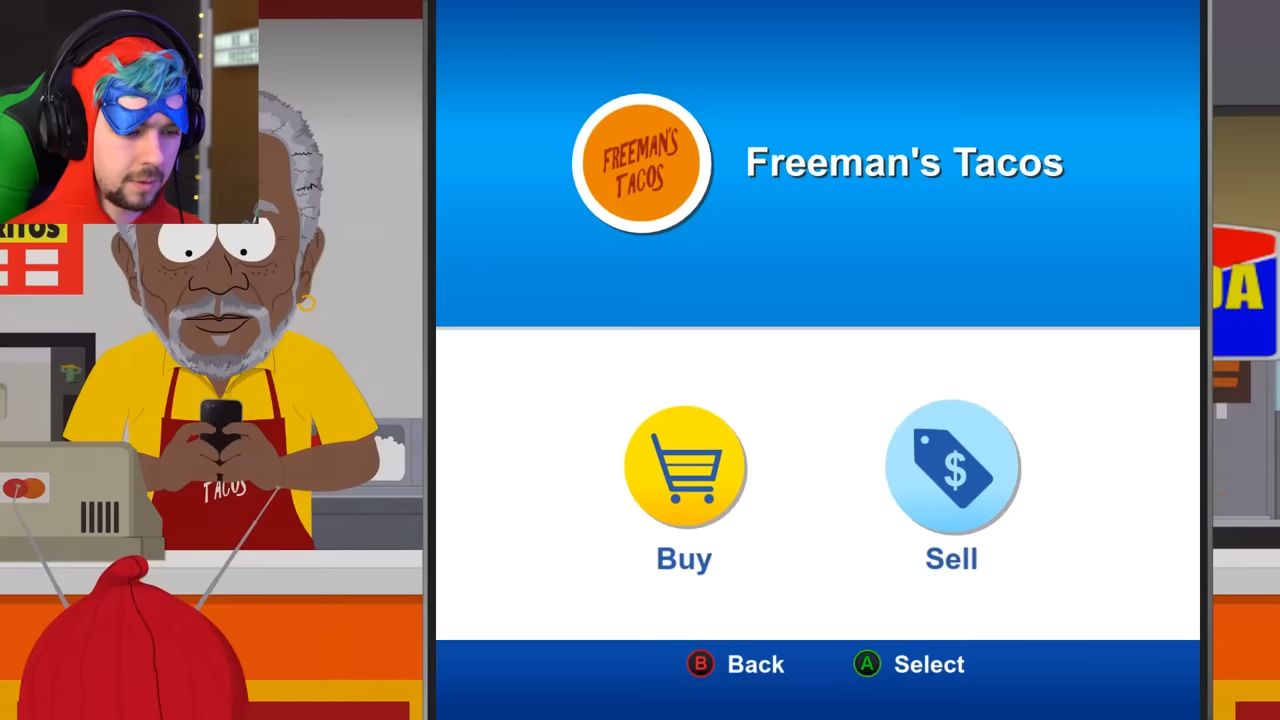 RITOS
FREEMAN'S
TACOS
Freeman's Tacos
DA
TACOS
$
Buy
Sell
B Back
A Select